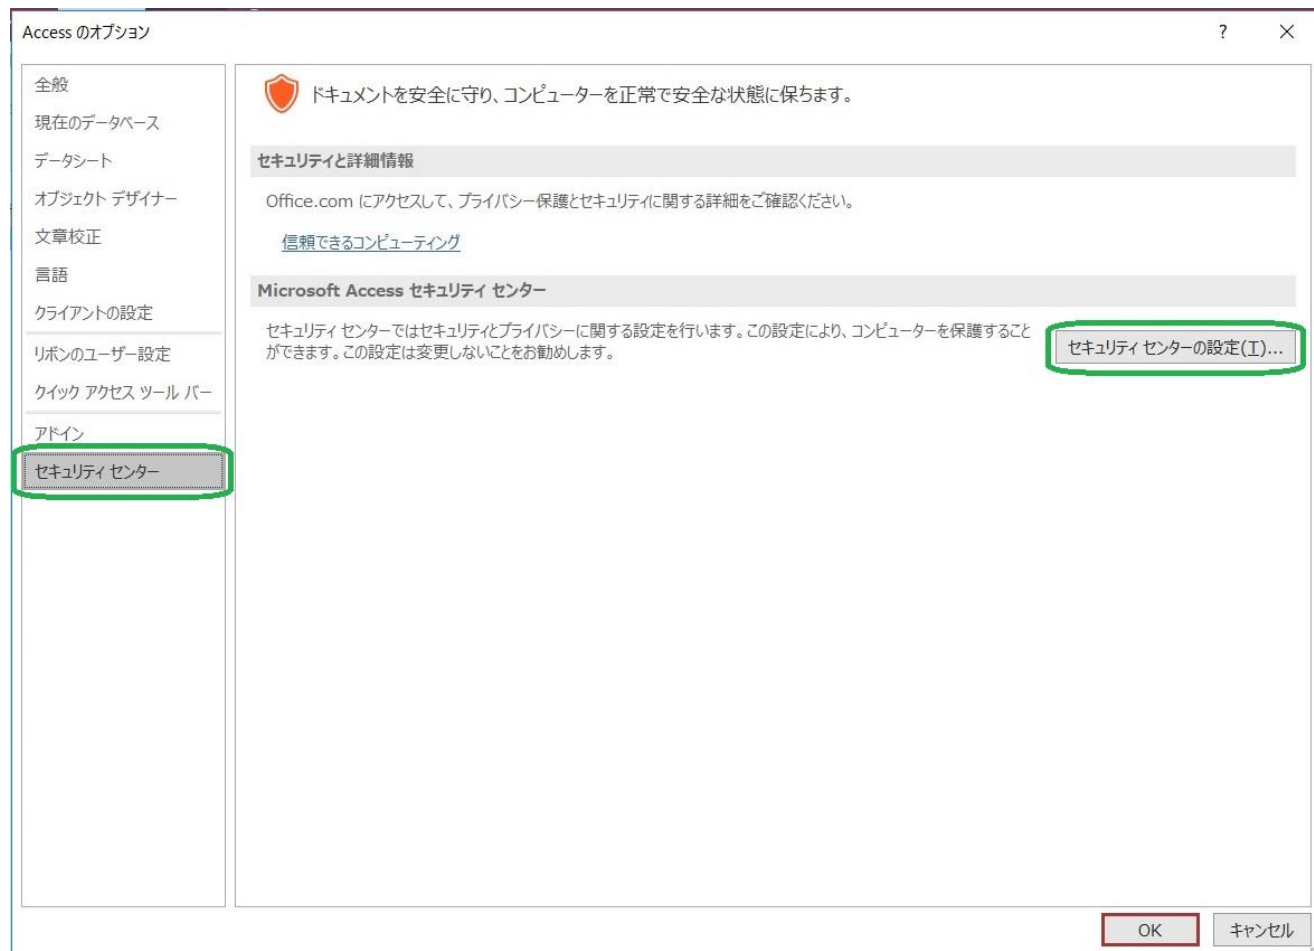 Access のオプション
?
全般
現在のデータベース
データシート
オブジェクト デザイナー
文章校正
言語
クライアントの設定
リボンのユーザー設定
クイック アクセス ツール バー
アドイン
セキュリティ センター
ドキュメントを安全に守り、コンピューターを正常で安全な状態に保ちます。
セキュリティと詳細情報
Office.com にアクセスして、プライバシー保護とセキュリティに関する詳細をご確認ください。
信頼できるコンピューティング
Microsoft Access セキュリティ センター
セキュリティ センターではセキュリティとプライバシーに関する設定を行います。この設定により、コンピューターを保護すること
ができます。この設定は変更しないことをお勧めします。
セキュリティ センターの設定(T)...
OK
キャンセル